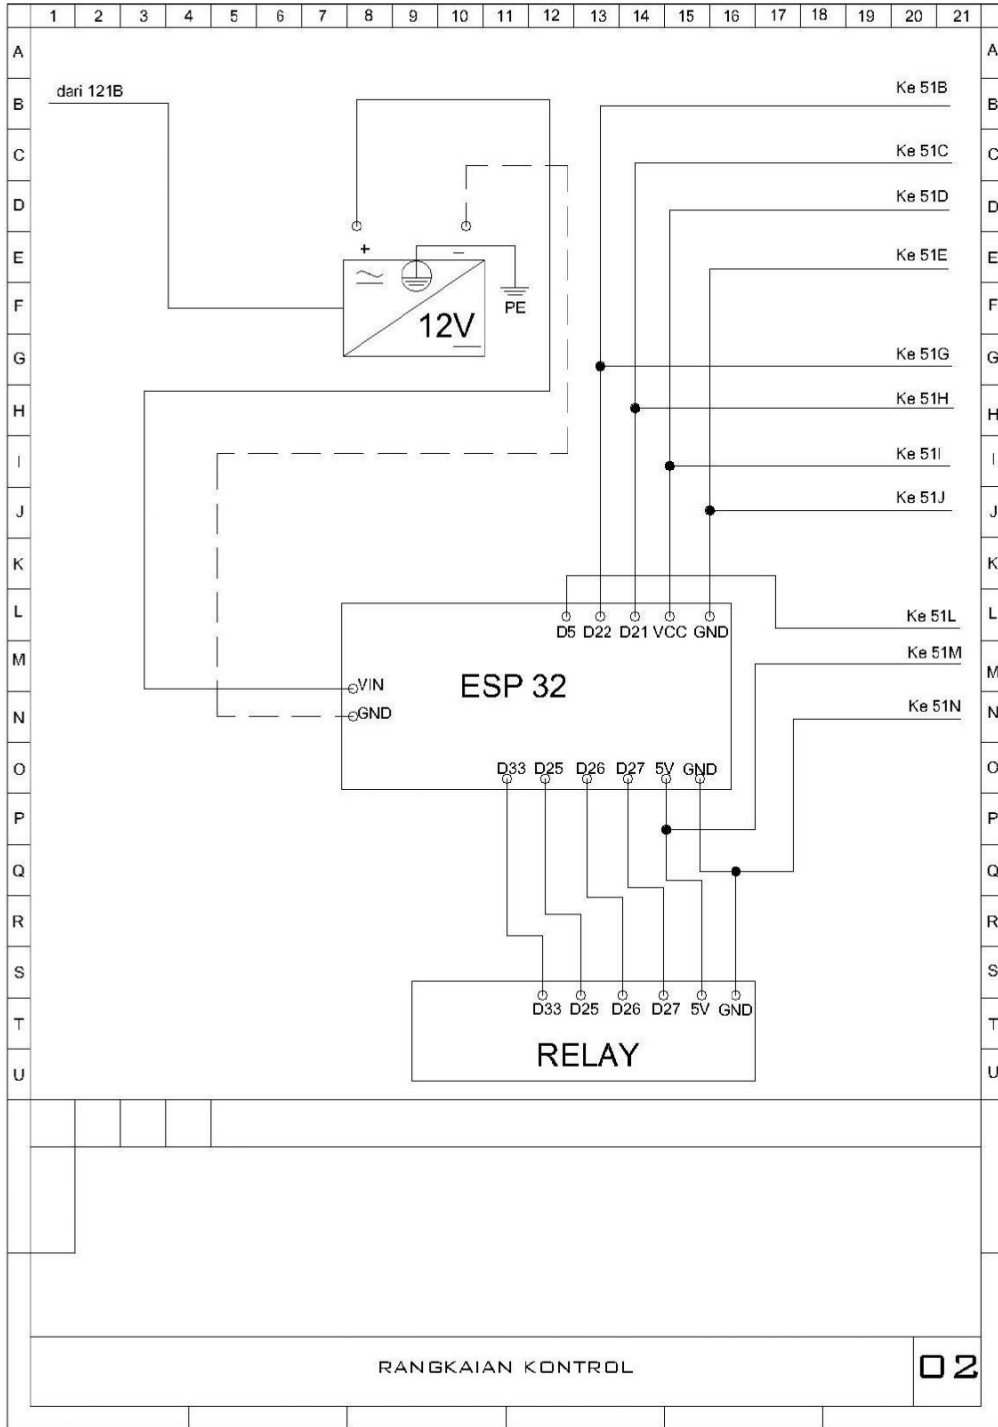 1 2 3 4 5 6 7 8 9 10 11 12 13 14 15 16 17 18 19 20 21
A A
dari 121B Ke 51B
B B
Ke 51C
C C
Ke 51D
D D
+ −
Ke 51E
E E
PE
F F
12V
Ke 51G
G G
Ke 51H
H H
Ke 51I
I I
Ke 51J
J J
K K
L L
Ke 51L
D5 D22 D21 VCC GND
Ke 51M
M M
VIN ESP 32
Ke 51N
GND
N N
D33 D25 D26 D27 5V GND
O O
P P
Q Q
R R
S S
D33 D25 D26 D27 5V GND
T T
RELAY
U U
RANGKAIAN KONTROL 02